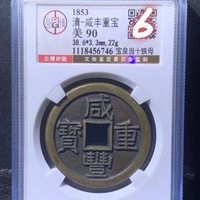 1853
清-咸丰重宝
美 90
38.6*3.3mm,22g
1118456746 宝泉当十铁母
6
公博评级
文物鉴定委员会监制
咸豐重寶